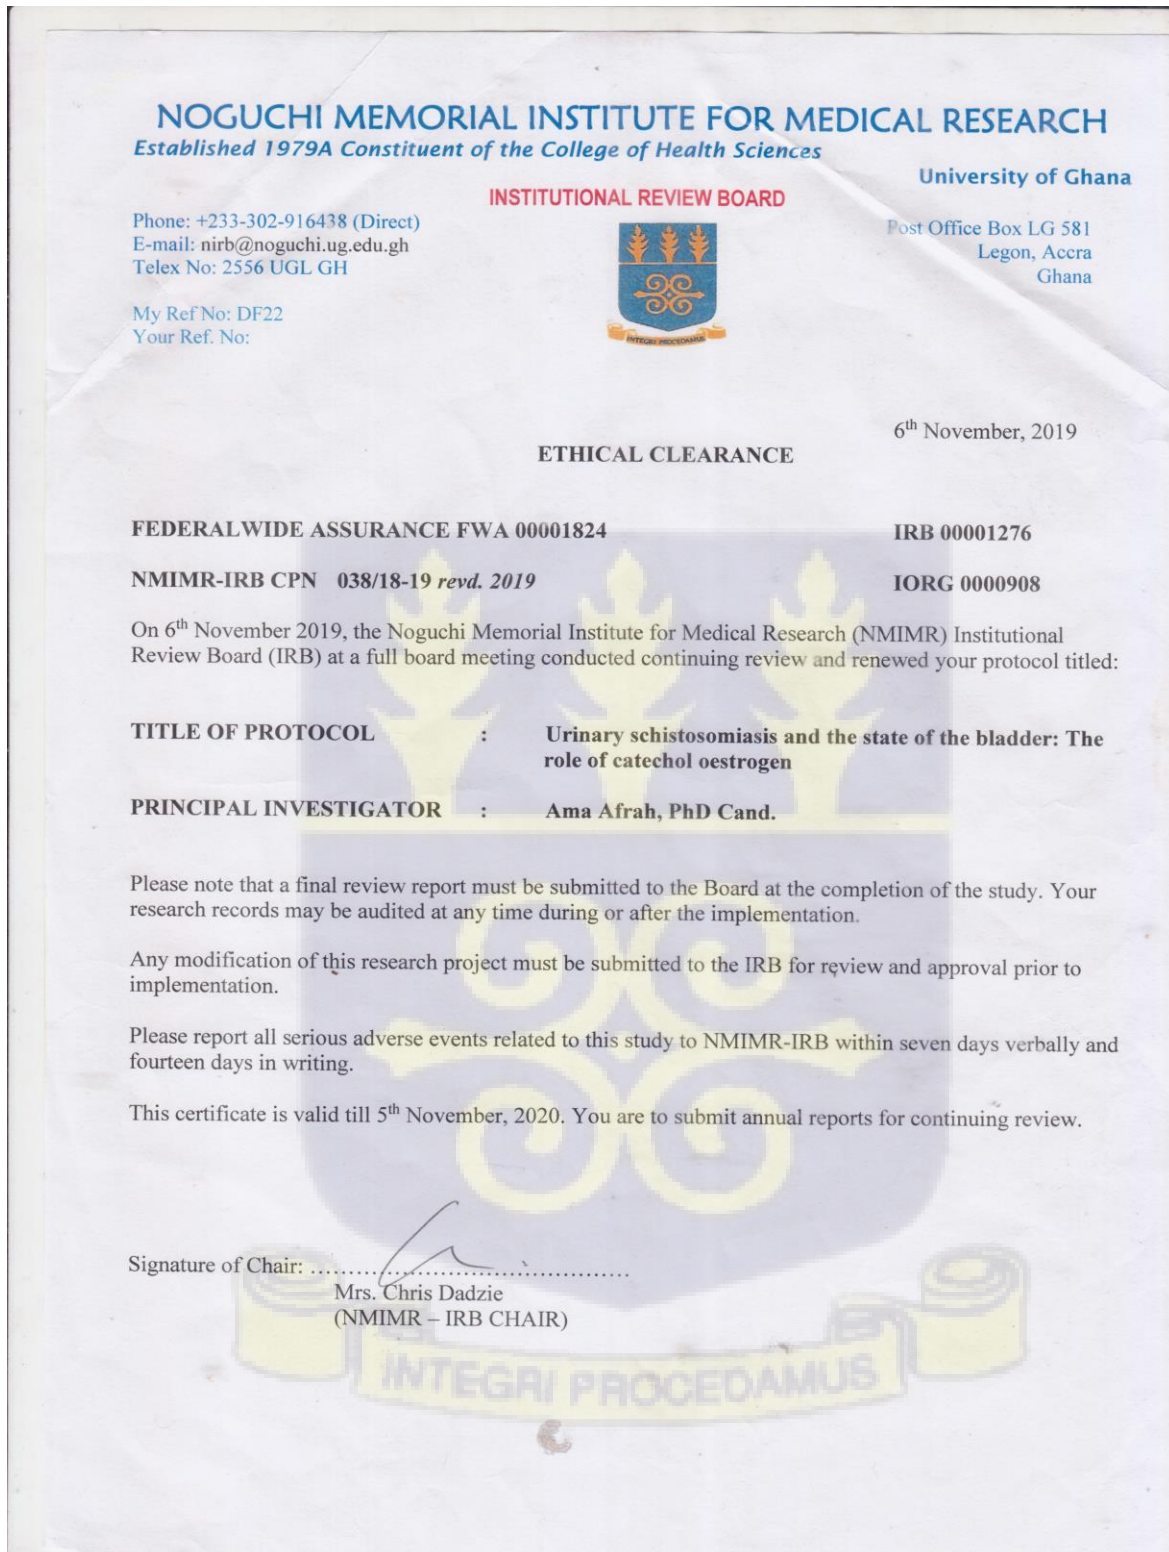 NOGUCHI MEMORIAL INSTITUTE FOR MEDICAL RESEARCH
Established 1979A Constituent of the College of Health Sciences
University of Ghana
INSTITUTIONAL REVIEW BOARD
Phone: +233-302-916438 (Direct)
E-mail: nirb@noguchi.ug.edu.gh
Telex No: 2556 UGL GH
Post Office Box LG 581
Legon, Accra
Ghana
My Ref No: DF22
Your Ref. No:
INTEGRI PROCEDAMUS
6th November, 2019
ETHICAL CLEARANCE
FEDERALWIDE ASSURANCE FWA 00001824 IRB 00001276
NMIMR-IRB CPN 038/18-19 revd. 2019 IORG 0000908
On 6th November 2019, the Noguchi Memorial Institute for Medical Research (NMIMR) Institutional
Review Board (IRB) at a full board meeting conducted continuing review and renewed your protocol titled:
TITLE OF PROTOCOL : Urinary schistosomiasis and the state of the bladder: The
role of catechol oestrogen
PRINCIPAL INVESTIGATOR : Ama Afrah, PhD Cand.
Please note that a final review report must be submitted to the Board at the completion of the study. Your
research records may be audited at any time during or after the implementation.
Any modification of this research project must be submitted to the IRB for review and approval prior to
implementation.
Please report all serious adverse events related to this study to NMIMR-IRB within seven days verbally and
fourteen days in writing.
This certificate is valid till 5th November, 2020. You are to submit annual reports for continuing review.
Signature of Chair: ..........................................
Mrs. Chris Dadzie
(NMIMR – IRB CHAIR)
INTEGRI PROCEDAMUS